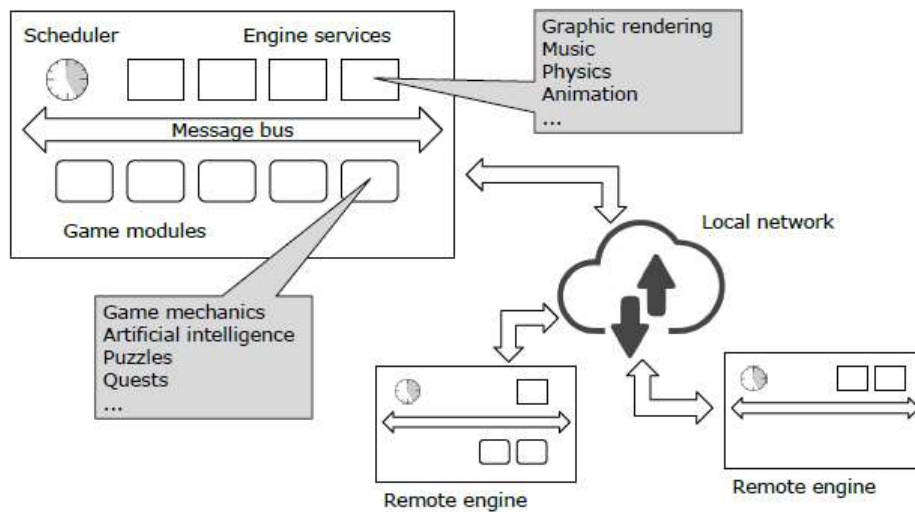 Scheduler
Engine services
Graphic rendering
Music
Physics
Animation
...
Message bus
Game modules
Local network
Game mechanics
Artificial intelligence
Puzzles
Quests
...
Remote engine
Remote engine